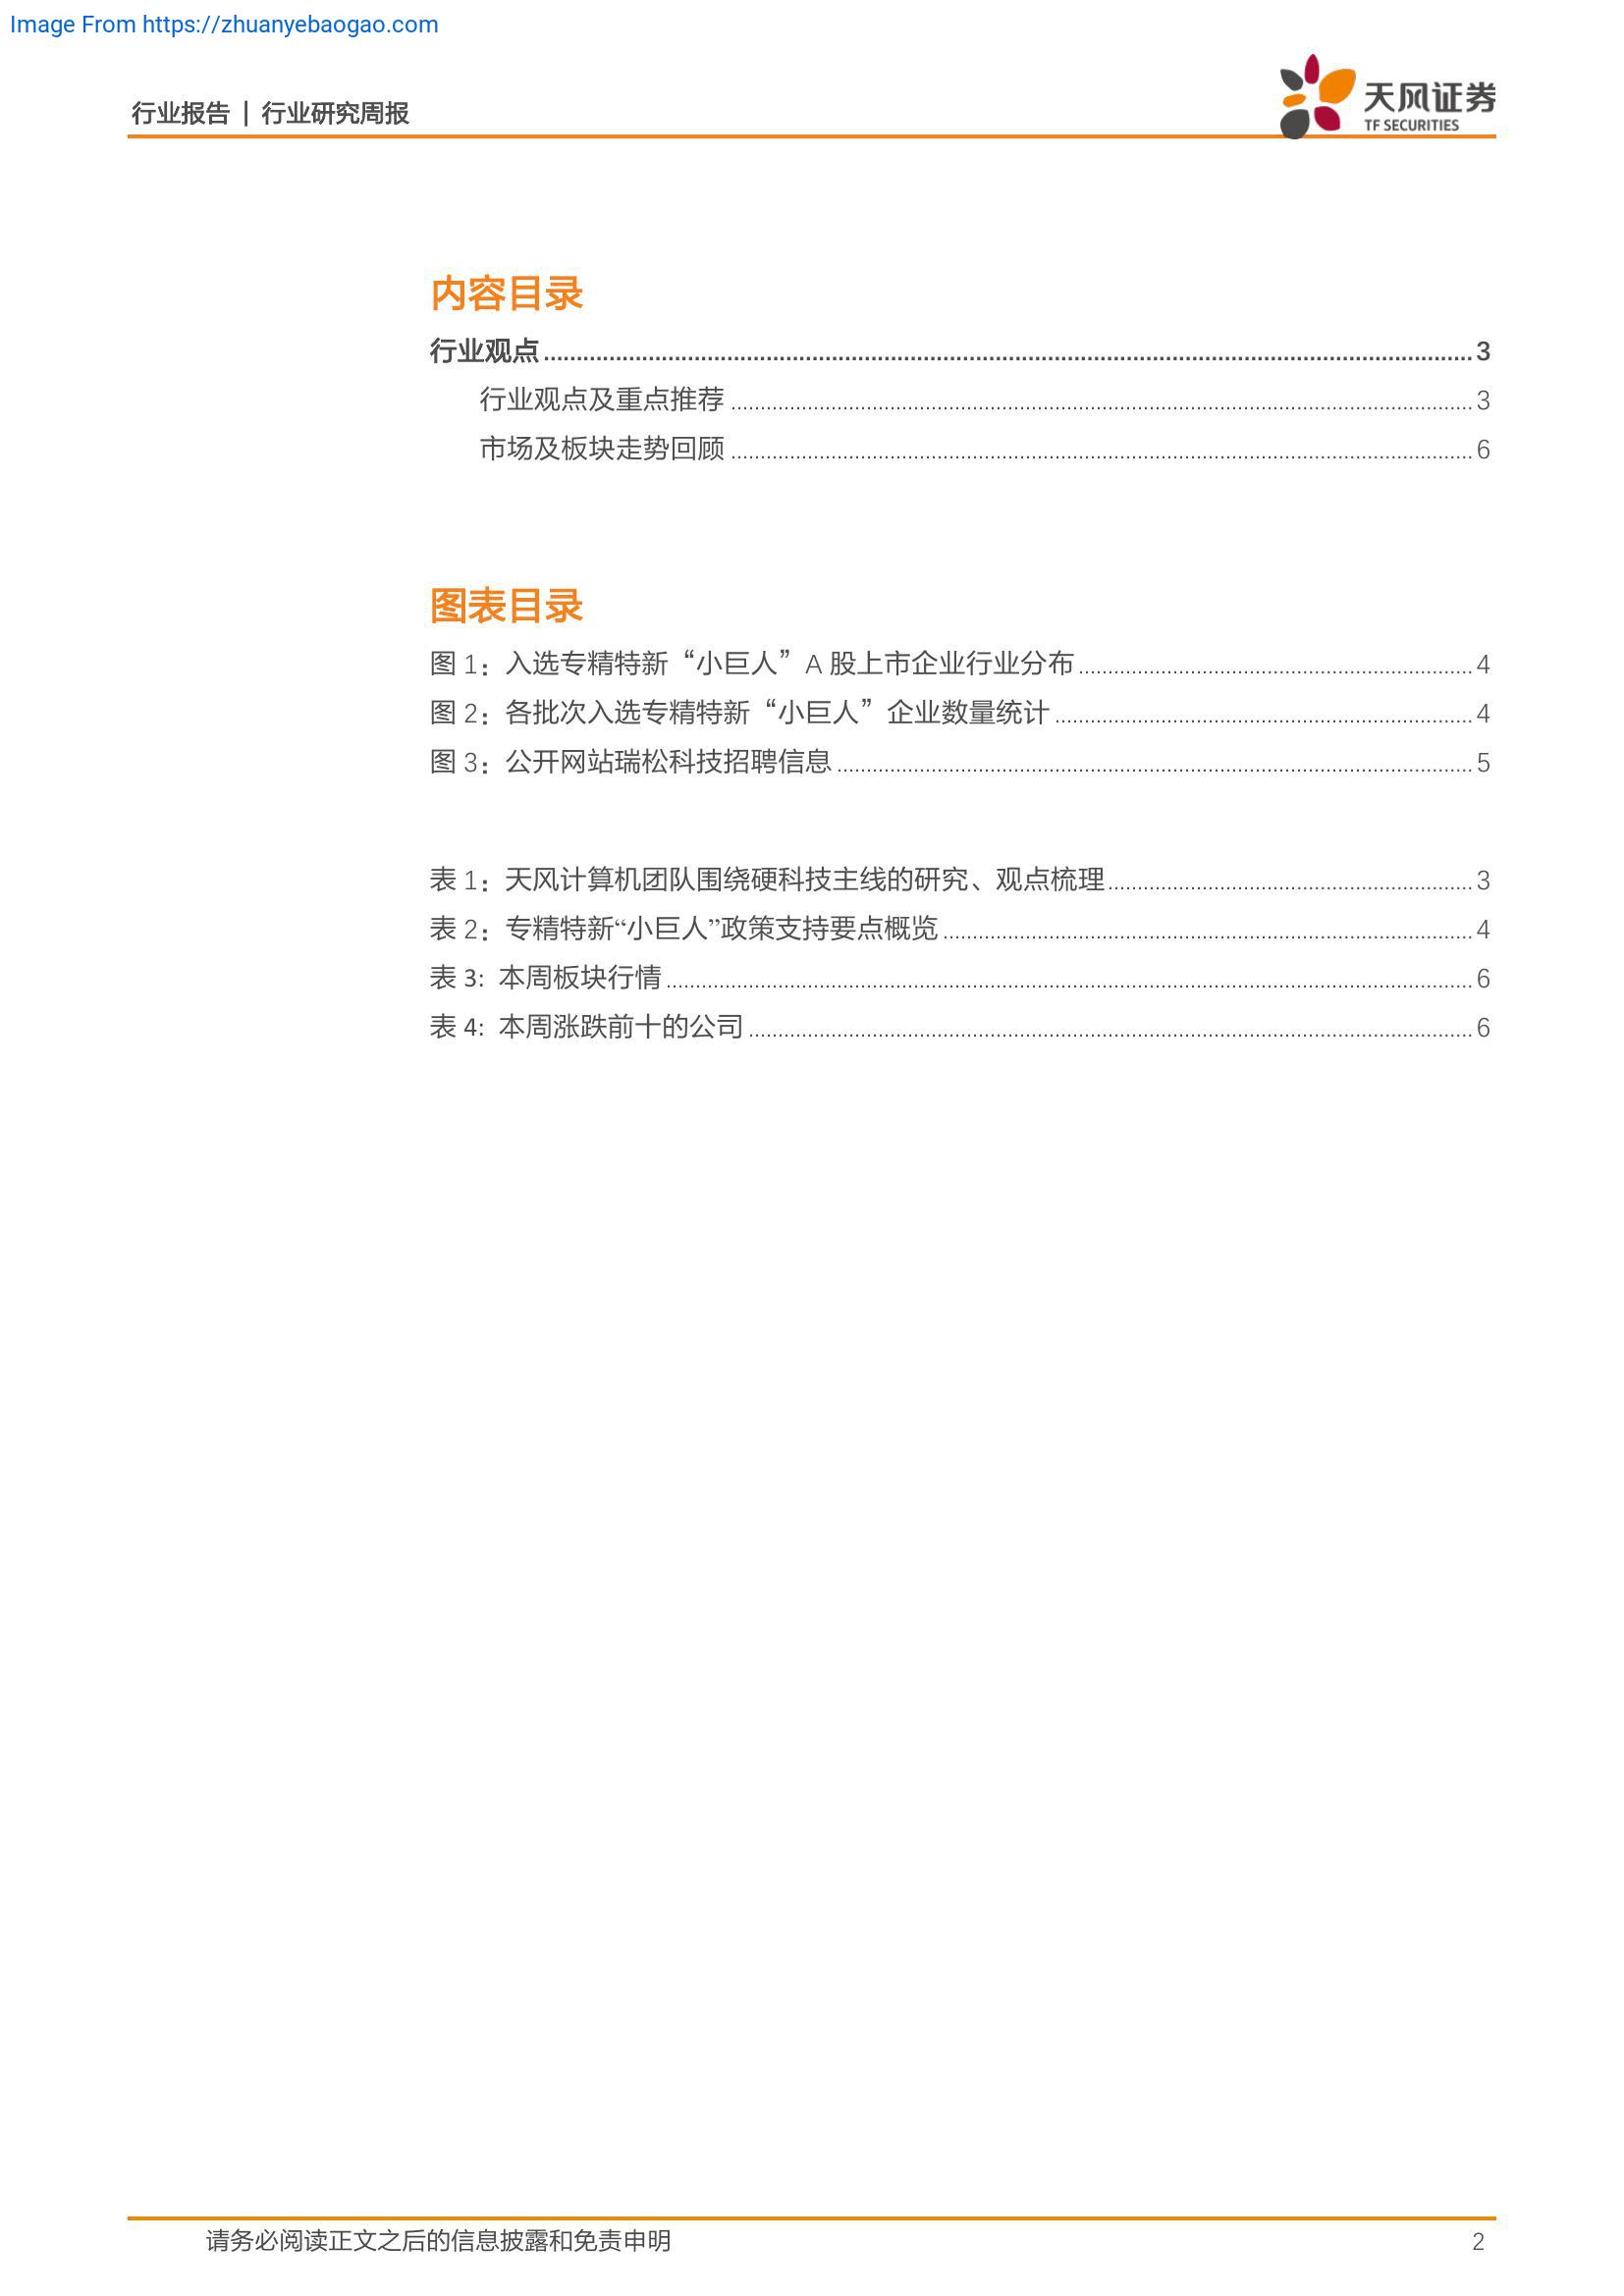 Image From https://zhuanyebaogao.com
行业报告 | 行业研究周报
天风证券
TF SECURITIES
内容目录
行业观点 3
行业观点及重点推荐 3
市场及板块走势回顾 6
图表目录
图 1：入选专精特新“小巨人”A 股上市企业行业分布 4
图 2：各批次入选专精特新“小巨人”企业数量统计 4
图 3：公开网站瑞松科技招聘信息 5
表 1：天风计算机团队围绕硬科技主线的研究、观点梳理 3
表 2：专精特新“小巨人”政策支持要点概览 4
表 3: 本周板块行情 6
表 4: 本周涨跌前十的公司 6
请务必阅读正文之后的信息披露和免责申明 2